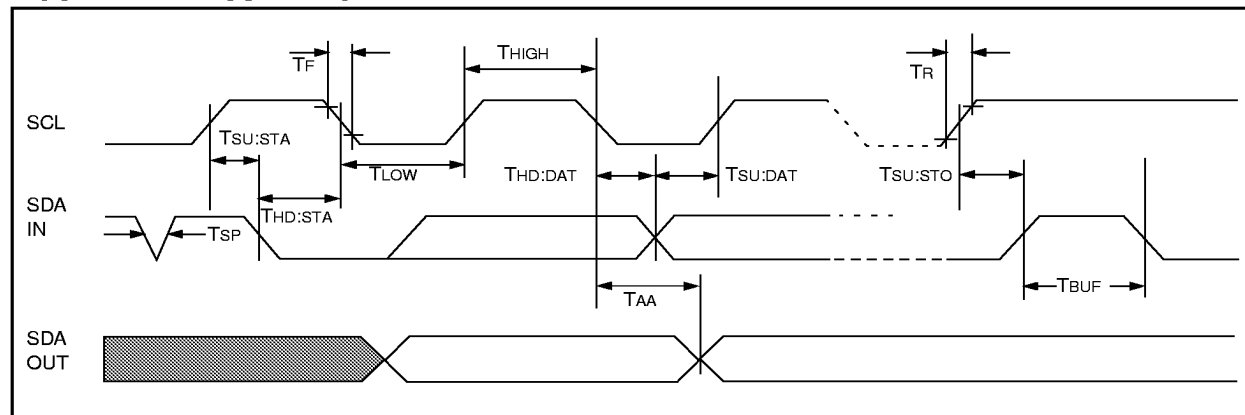 TF
THIGH
TR
SCL
TSU:STA
TLOW
THD:DAT
TSU:DAT
TSU:STO
SDA
IN
TSP
THD:STA
TAA
TBUF
SDA
OUT